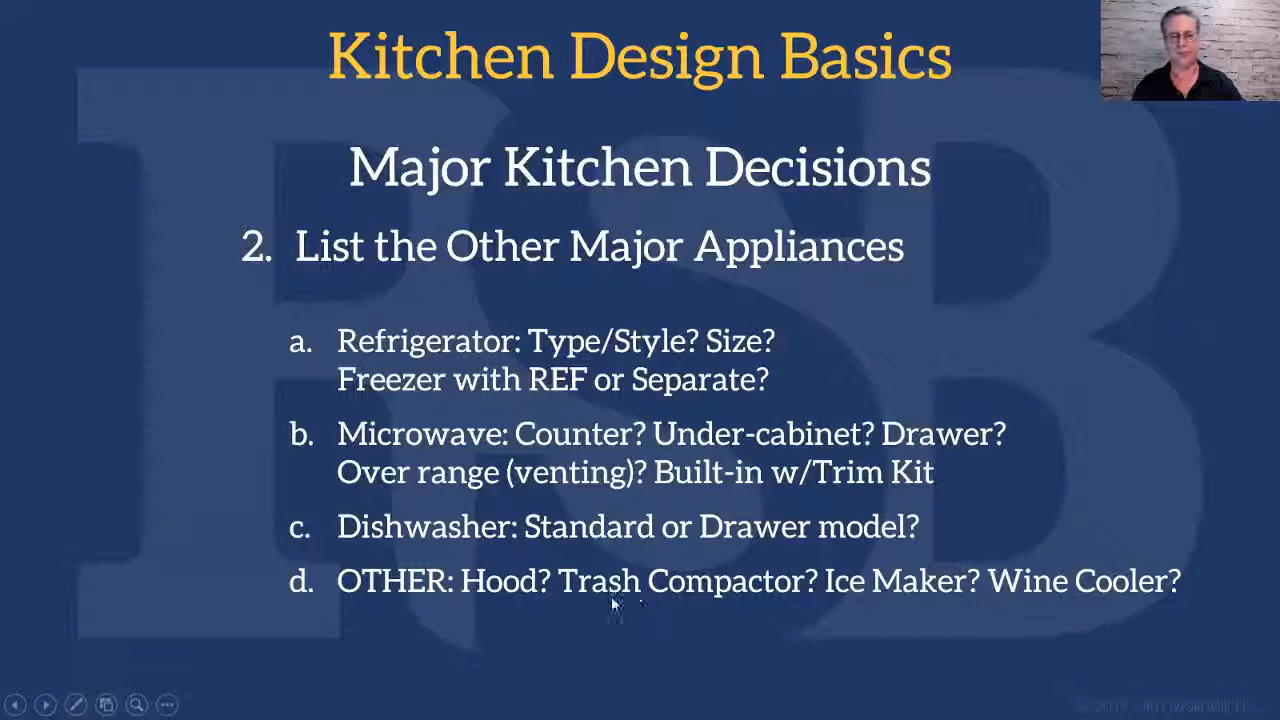 Kitchen Design Basics
Major Kitchen Decisions
2. List the Other Major Appliances
a. Refrigerator: Type/Style? Size?
Freezer with REF or Separate?
b. Microwave: Counter? Under-cabinet? Drawer?
Over range (venting)? Built-in w/Trim Kit
c. Dishwasher: Standard or Drawer model?
d. OTHER: Hood? Trash Compactor? Ice Maker? Wine Cooler?